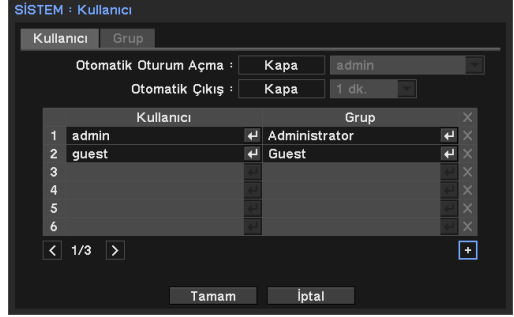 SİSTEM : Kullanıcı
Kullanıcı Grup
Otomatik Oturum Açma : Kapa admin
Otomatik Çıkış : Kapa 1 dk.
Kullanıcı Grup X
1 admin Administrator X
2 guest Guest X
3 X
4 X
5 X
6 X
< 1/3 > +
Tamam İptal